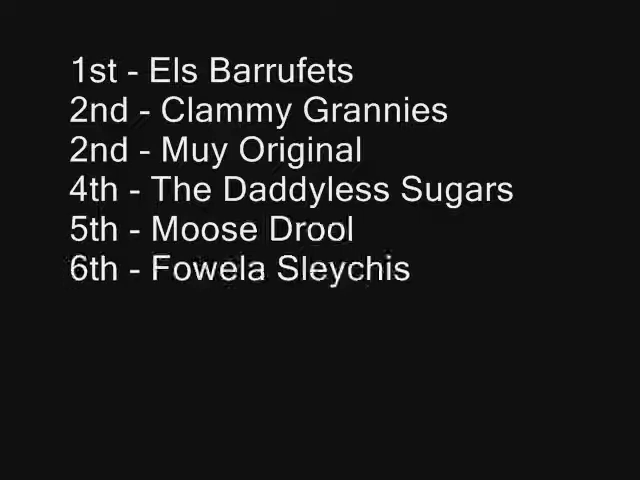 1st - Els Barrufets
2nd - Clammy Grannies
2nd - Muy Original
4th - The Daddyless Sugars
5th - Moose Drool
6th - Fowela Sleychis